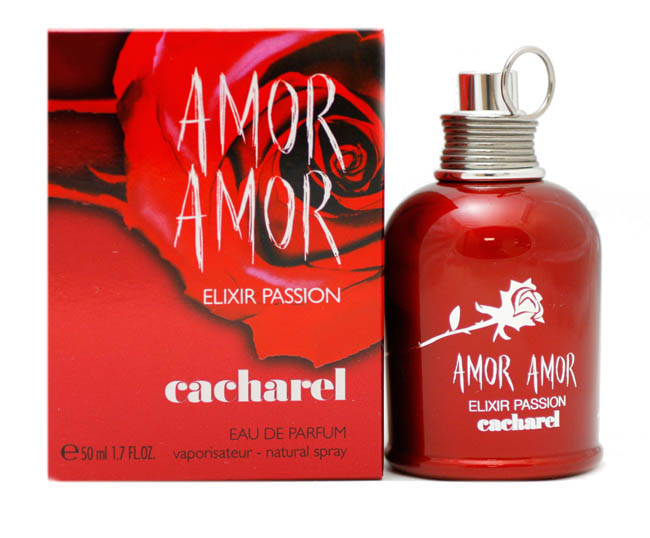 AMOR
AMOR
ELIXIR PASSION
cacharel
EAU DE PARFUM
℮ 50 ml 1.7 FL.OZ. vaporisateur - natural spray
AMOR AMOR
ELIXIR PASSION
cacharel